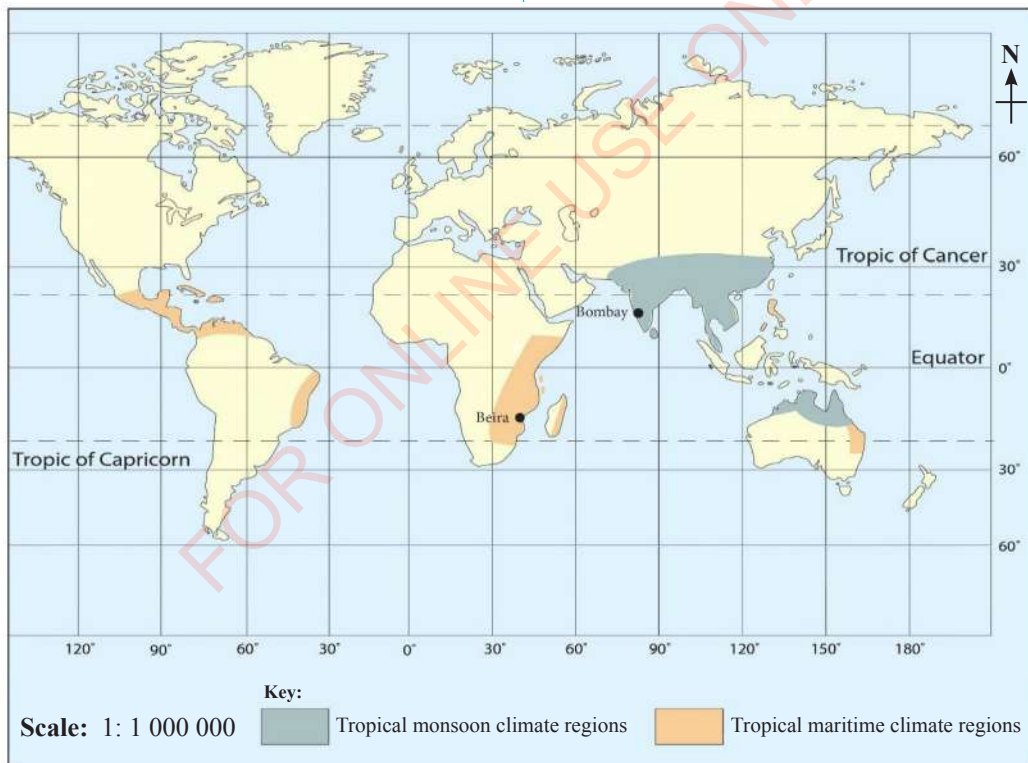 FOR ONLINE USE ONLY
N
60˚
Tropic of Cancer
30˚
Bombay
Equator
0˚
Beira
Tropic of Capricorn
30˚
60˚
120˚ 90˚ 60˚ 0˚ 30˚ 60˚ 90˚ 120˚ 150˚ 180˚
Key:
Scale: 1: 1 000 000
Tropical monsoon climate regions
Tropical maritime climate regions